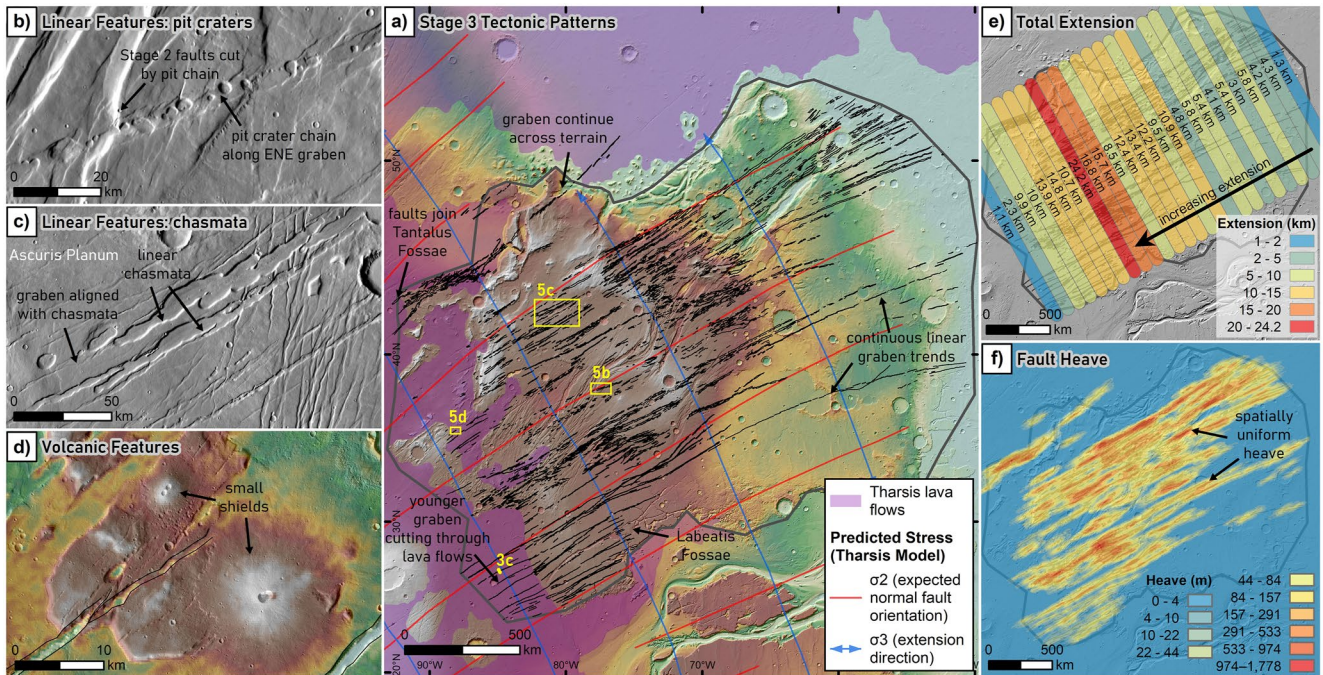 b) Linear Features: pit craters
Stage 2 faults cut
by pit chain
pit crater chain
along ENE graben
0 20
km
c) Linear Features: chasmata
Ascuris Planum
linear
chasmata
graben aligned
with chasmata
0 50
km
d) Volcanic Features
small
shields
0 10
km
a) Stage 3 Tectonic Patterns
graben continue
across terrain
50°N
faults join
Tantalus
Fossae
5c
40°N
continuous linear
graben trends
5b
5d
30°N
younger
graben
cutting through
lava flows
3c
Labeatis
Fossae
0 500
km
20°N
90°W
80°W
70°W
Tharsis lava
flows
Predicted Stress
(Tharsis Model)
σ2 (expected
normal fault
orientation)
σ3 (extension
direction)
e) Total Extension
1.1 km
2.3 km
9.9 km
10 km
13.9 km
14.8 km
10.7 km
24.2 km
16.8 km
15.7 km
8.5 km
12.4 km
13.4 km
12.2 km
9.5 km
10.9 km
4.8 km
5.8 km
5.4 km
4.1 km
5.4 km
3 km
5.8 km
4.2 km
4.3 km
1.3 km
increasing extension
Extension (km)
1 - 2
2 - 5
5 - 10
10 - 15
15 - 20
20 - 24.2
0 500
km
f) Fault Heave
spatially
uniform
heave
Heave (m)
0 - 4
4 - 10
10 - 22
22 - 44
44 - 84
84 - 157
157 - 291
291 - 533
533 - 974
974–1,778
0 500
km